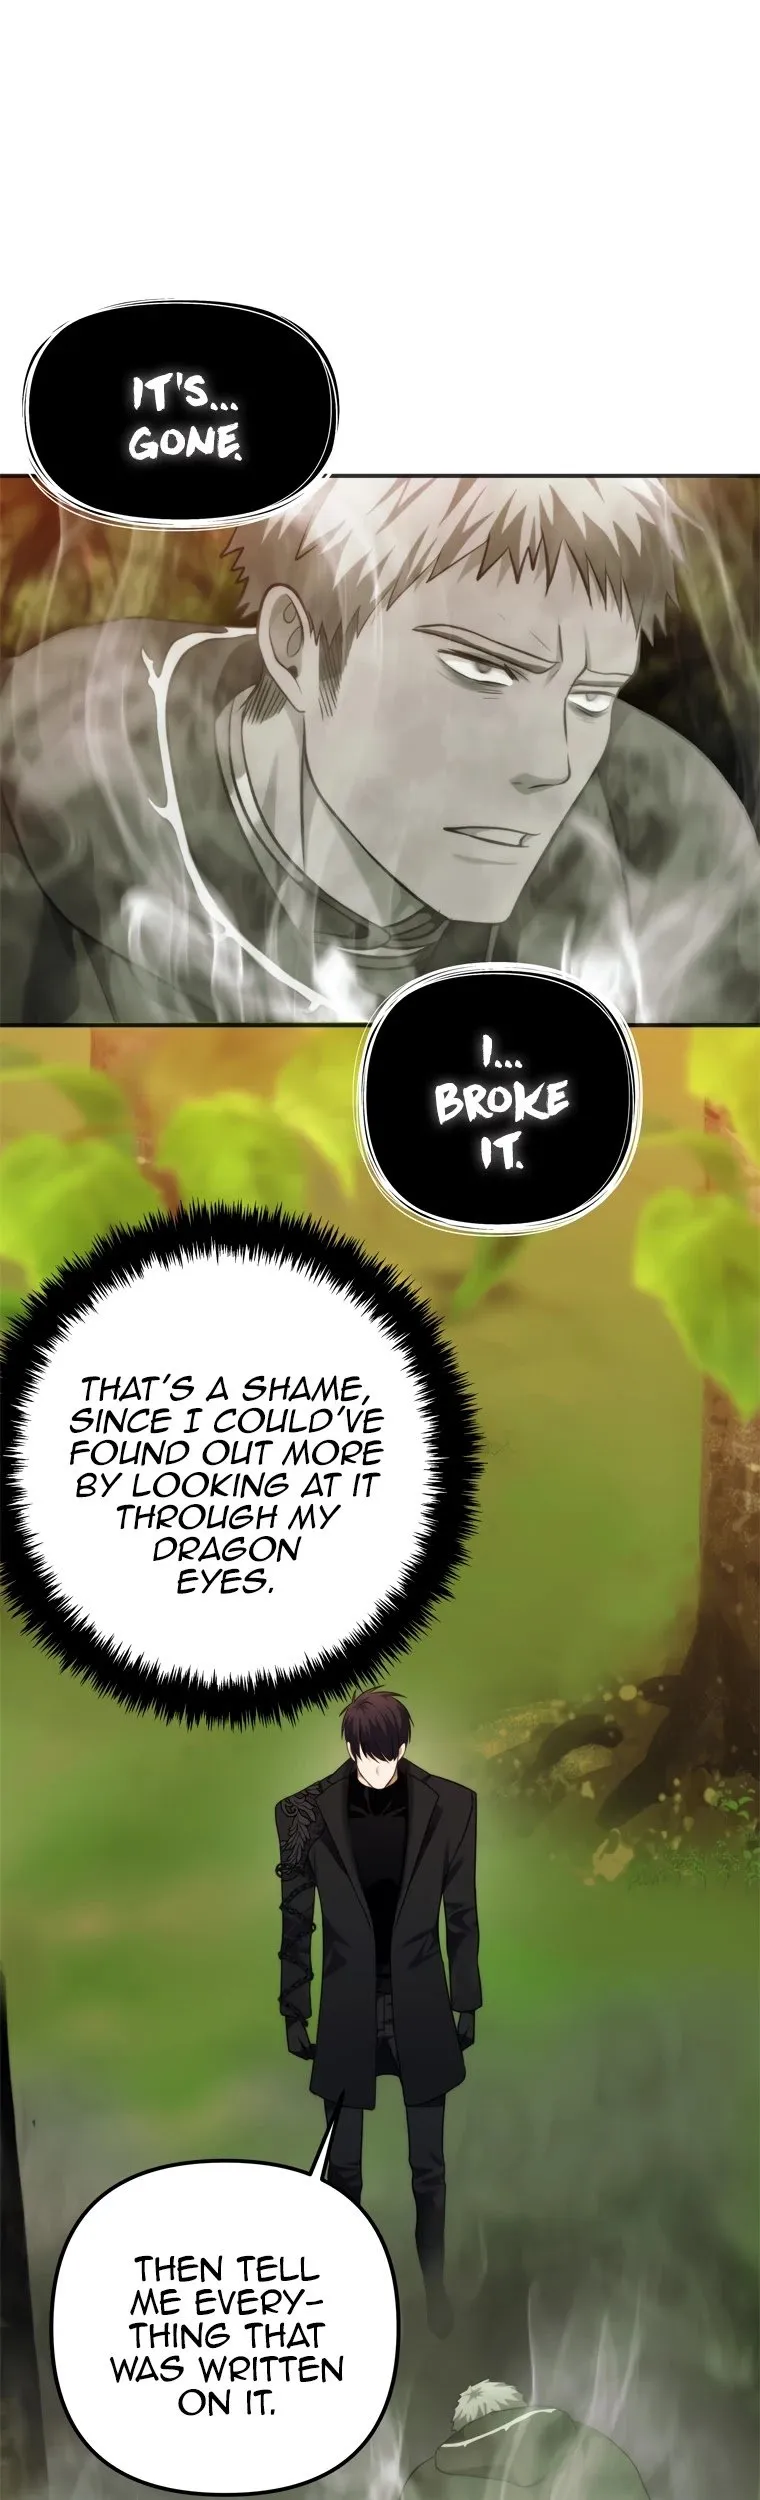 IT'S...
GONE.
I...
BROKE
IT.
THAT'S A SHAME,
SINCE I COULD'VE
FOUND OUT MORE
BY LOOKING AT IT
THROUGH MY
DRAGON
EYES.
THEN TELL
ME EVERY-
THING THAT
WAS WRITTEN
ON IT.